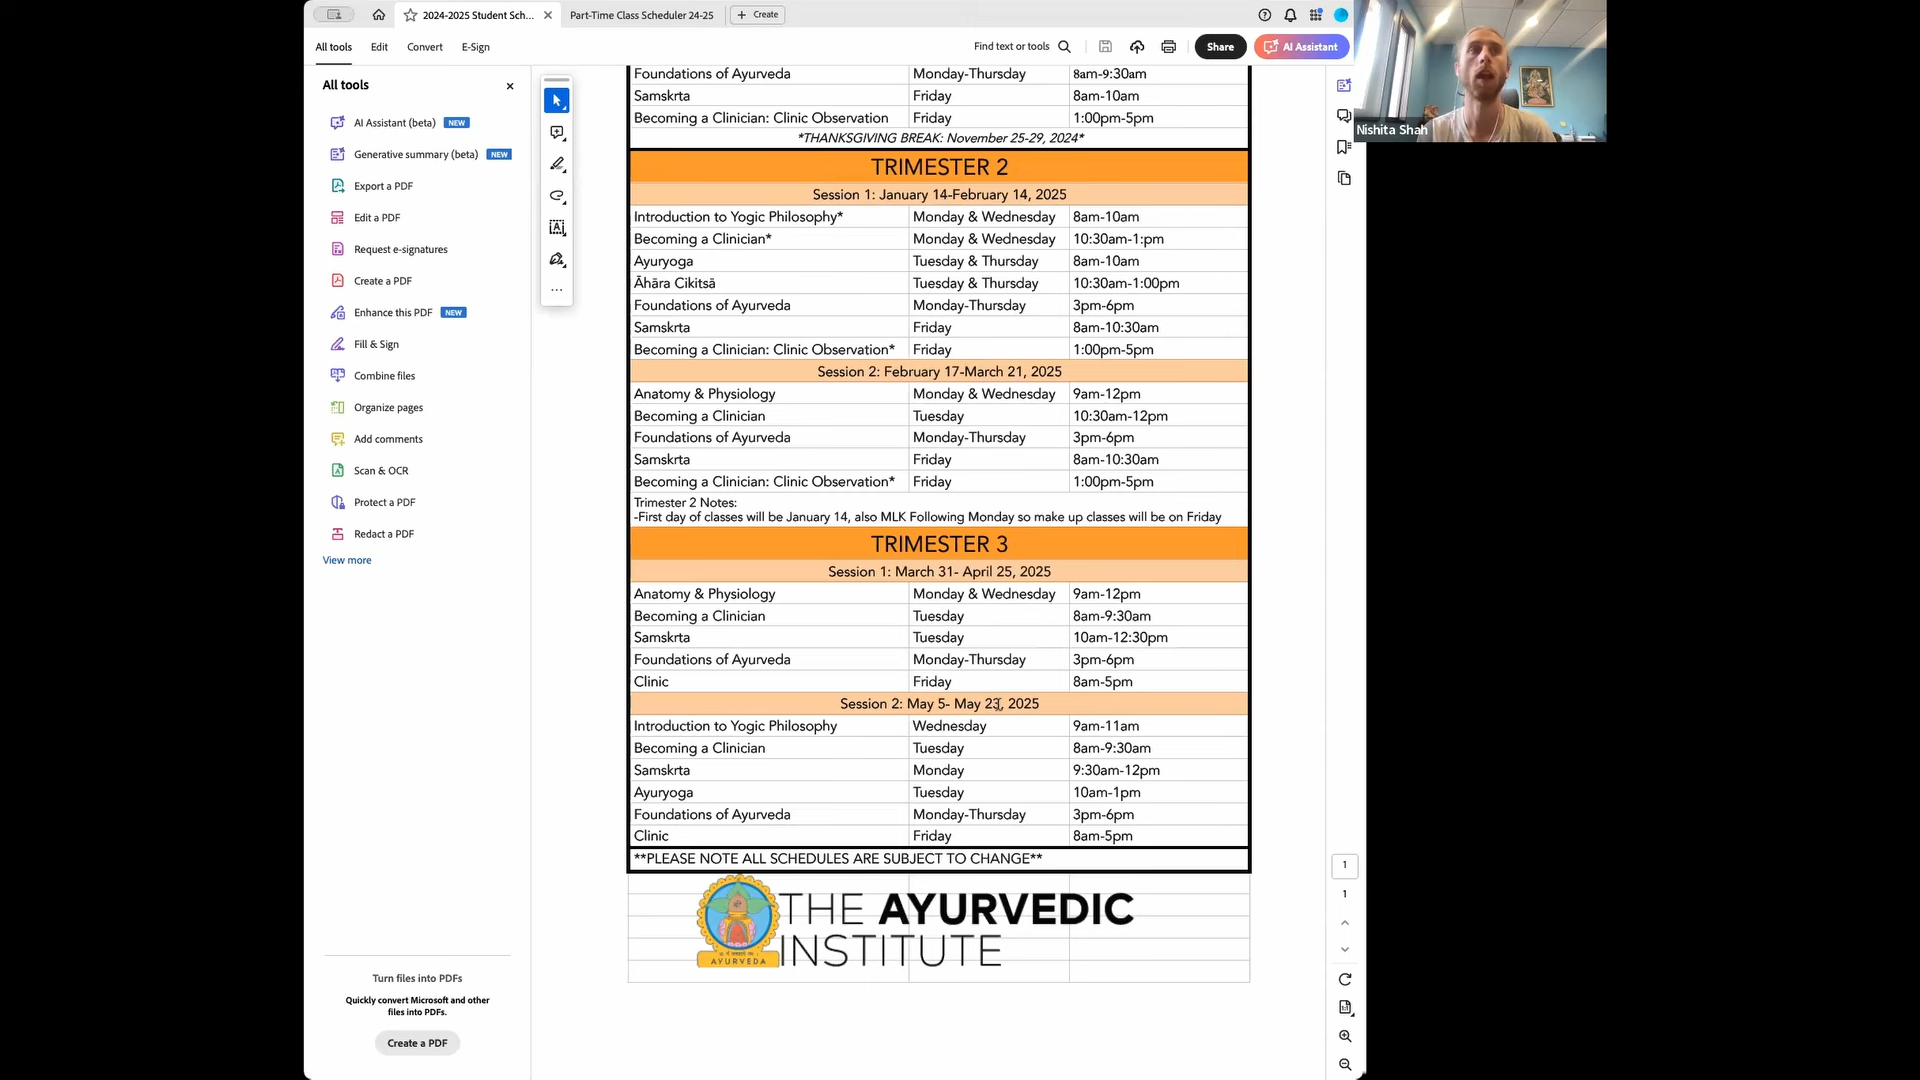 2024-2025 Student Sch...
Part-Time Class Scheduler 24-25
Create
All tools
Edit
Convert
E-Sign
Find text or tools
Share
AI Assistant
All tools
AI Assistant (beta) NEW
Generative summary (beta) NEW
Export a PDF
Edit a PDF
Request e-signatures
Create a PDF
Enhance this PDF NEW
Fill & Sign
Combine files
Organize pages
Add comments
Scan & OCR
Protect a PDF
Redact a PDF
View more
Turn files into PDFs
Quickly convert Microsoft and other
files into PDFs.
Create a PDF
Foundations of Ayurveda Monday-Thursday 8am-9:30am
Samskrta Friday 8am-10am
Becoming a Clinician: Clinic Observation Friday 1:00pm-5pm
*THANKSGIVING BREAK: November 25-29, 2024*
TRIMESTER 2
Session 1: January 14-February 14, 2025
Introduction to Yogic Philosophy* Monday & Wednesday 8am-10am
Becoming a Clinician* Monday & Wednesday 10:30am-1:pm
Ayuryoga Tuesday & Thursday 8am-10am
Āhāra Cikitsā Tuesday & Thursday 10:30am-1:00pm
Foundations of Ayurveda Monday-Thursday 3pm-6pm
Samskrta Friday 8am-10:30am
Becoming a Clinician: Clinic Observation* Friday 1:00pm-5pm
Session 2: February 17-March 21, 2025
Anatomy & Physiology Monday & Wednesday 9am-12pm
Becoming a Clinician Tuesday 10:30am-12pm
Foundations of Ayurveda Monday-Thursday 3pm-6pm
Samskrta Friday 8am-10:30am
Becoming a Clinician: Clinic Observation* Friday 1:00pm-5pm
Trimester 2 Notes:
-First day of classes will be January 14, also MLK Following Monday so make up classes will be on Friday
TRIMESTER 3
Session 1: March 31- April 25, 2025
Anatomy & Physiology Monday & Wednesday 9am-12pm
Becoming a Clinician Tuesday 8am-9:30am
Samskrta Tuesday 10am-12:30pm
Foundations of Ayurveda Monday-Thursday 3pm-6pm
Clinic Friday 8am-5pm
Session 2: May 5- May 23, 2025
Introduction to Yogic Philosophy Wednesday 9am-11am
Becoming a Clinician Tuesday 8am-9:30am
Samskrta Monday 9:30am-12pm
Ayuryoga Tuesday 10am-1pm
Foundations of Ayurveda Monday-Thursday 3pm-6pm
Clinic Friday 8am-5pm
**PLEASE NOTE ALL SCHEDULES ARE SUBJECT TO CHANGE**
THE AYURVEDIC
INSTITUTE
AYURVEDA
1
1
Nishita Shah